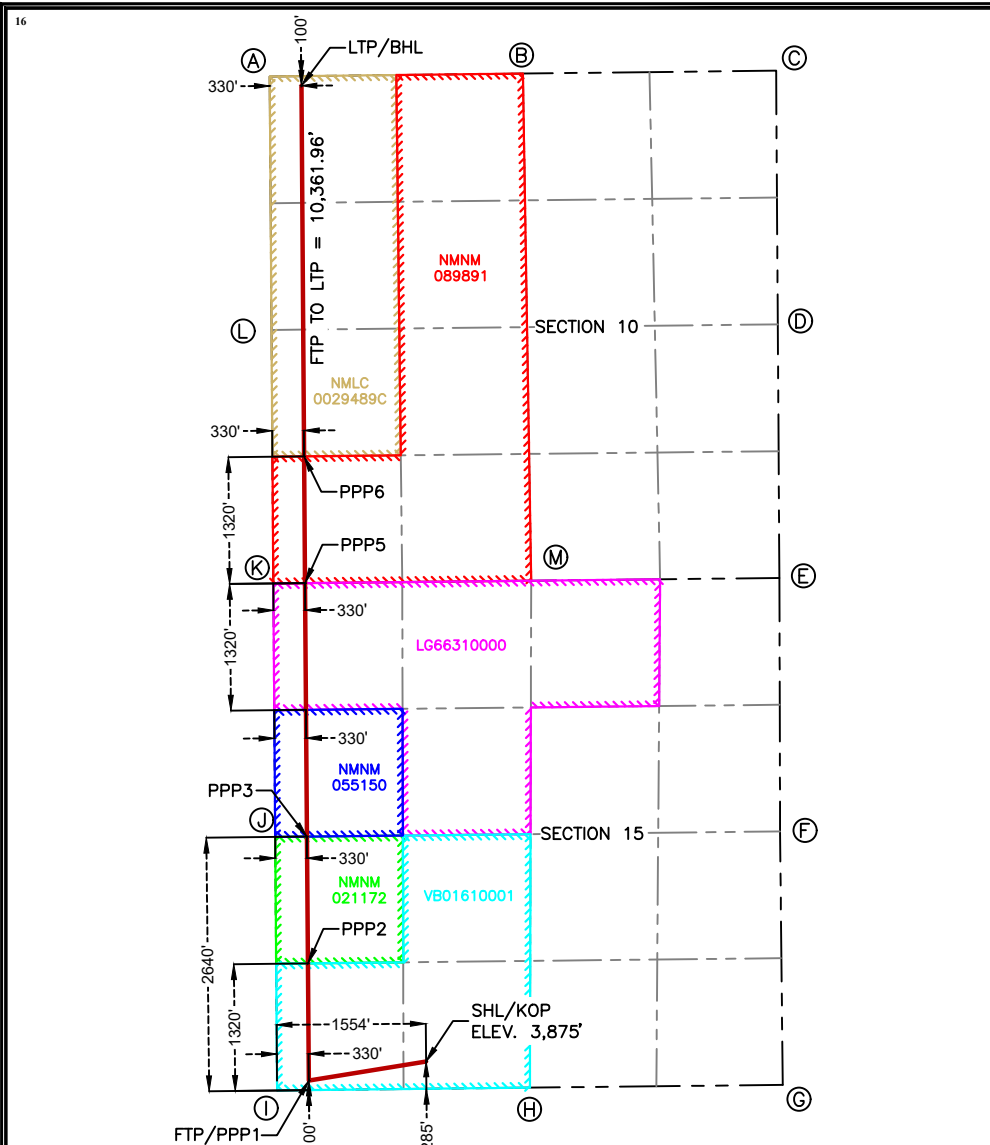 16
100'
LTP/BHL
A
B
C
330'
FTP TO LTP = 10,361.96'
NMNM
089891
L
SECTION 10
D
NMLC
0029489C
330'
PPP6
1320'
PPP5
K
M
E
330'
1320'
LG66310000
330'
NMNM
055150
PPP3
J
SECTION 15
F
330'
NMNM
021172
VB01610001
PPP2
2640'
1320'
SHL/KOP
ELEV. 3,875'
1554'
330'
I
H
G
FTP/PPP1
00'
285'